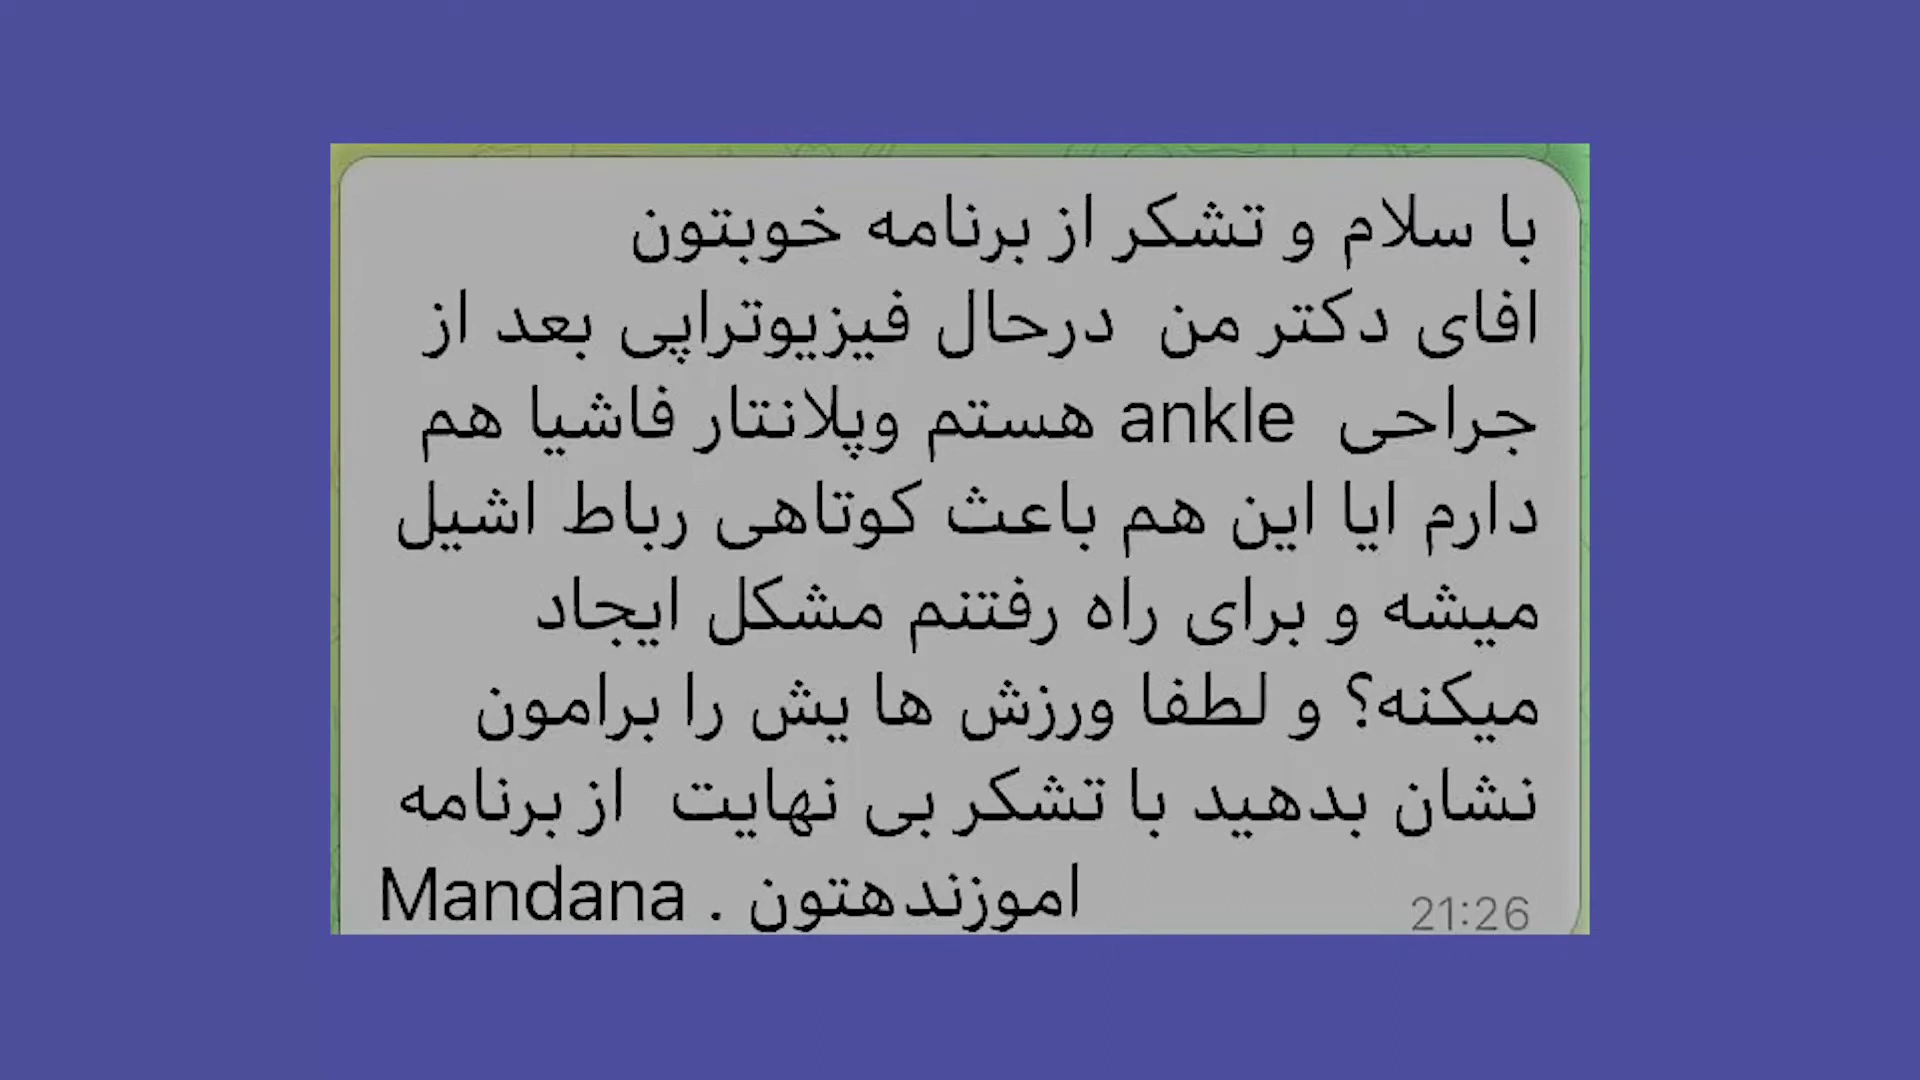 با سلام و تشکر از برنامه خوبتون
افای دکتر من درحال فیزیوتراپی بعد از
جراحی ankle هستم وپلانتار فاشیا هم
دارم ایا این هم باعث کوتاهی رباط اشیل
میشه و برای راه رفتنم مشکل ایجاد
میکنه؟ و لطفا ورزش ها یش را برامون
نشان بدهید با تشکر بی نهایت از برنامه
اموزندهتون . Mandana
21:26